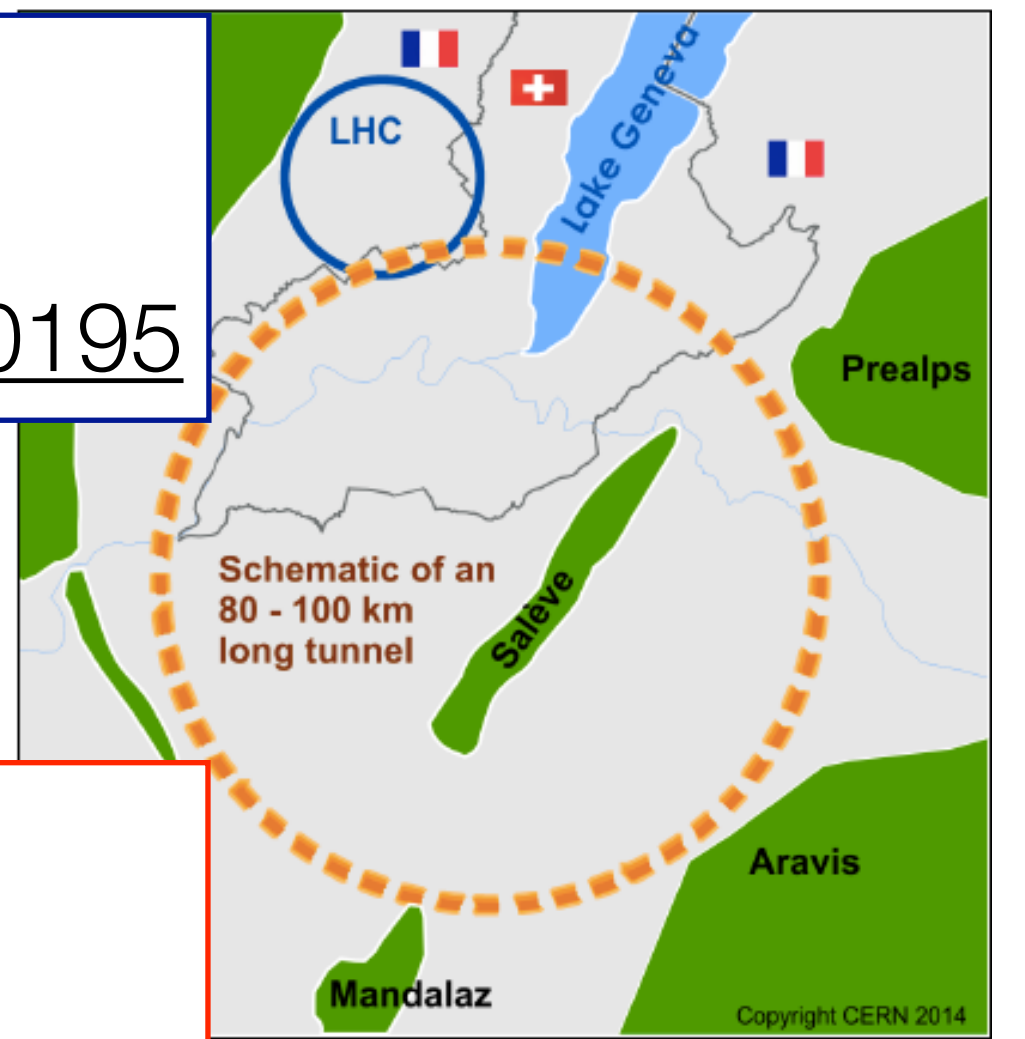 LHC
Lake Geneva
0195
Prealps
Schematic of an
80 - 100 km
long tunnel
Salève
Aravis
Mandalaz
Copyright CERN 2014